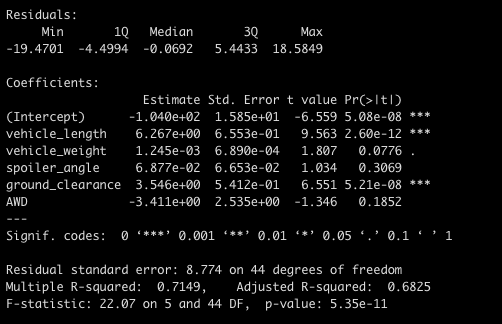 Residuals:
     Min       1Q   Median       3Q      Max
-19.4701  -4.4994  -0.0692   5.4433  18.5849

Coefficients:
                   Estimate Std. Error t value Pr(>|t|)
(Intercept)      -1.040e+02  1.585e+01  -6.559 5.08e-08 ***
vehicle_length    6.267e+00  6.553e-01   9.563 2.60e-12 ***
vehicle_weight    1.245e-03  6.890e-04   1.807   0.0776 .
spoiler_angle     6.877e-02  6.653e-02   1.034   0.3069
ground_clearance  3.546e+00  5.412e-01   6.551 5.21e-08 ***
AWD              -3.411e+00  2.535e+00  -1.346   0.1852
---
Signif. codes:  0 ‘***’ 0.001 ‘**’ 0.01 ‘*’ 0.05 ‘.’ 0.1 ‘ ’ 1

Residual standard error: 8.774 on 44 degrees of freedom
Multiple R-squared:  0.7149,    Adjusted R-squared:  0.6825
F-statistic: 22.07 on 5 and 44 DF,  p-value: 5.35e-11